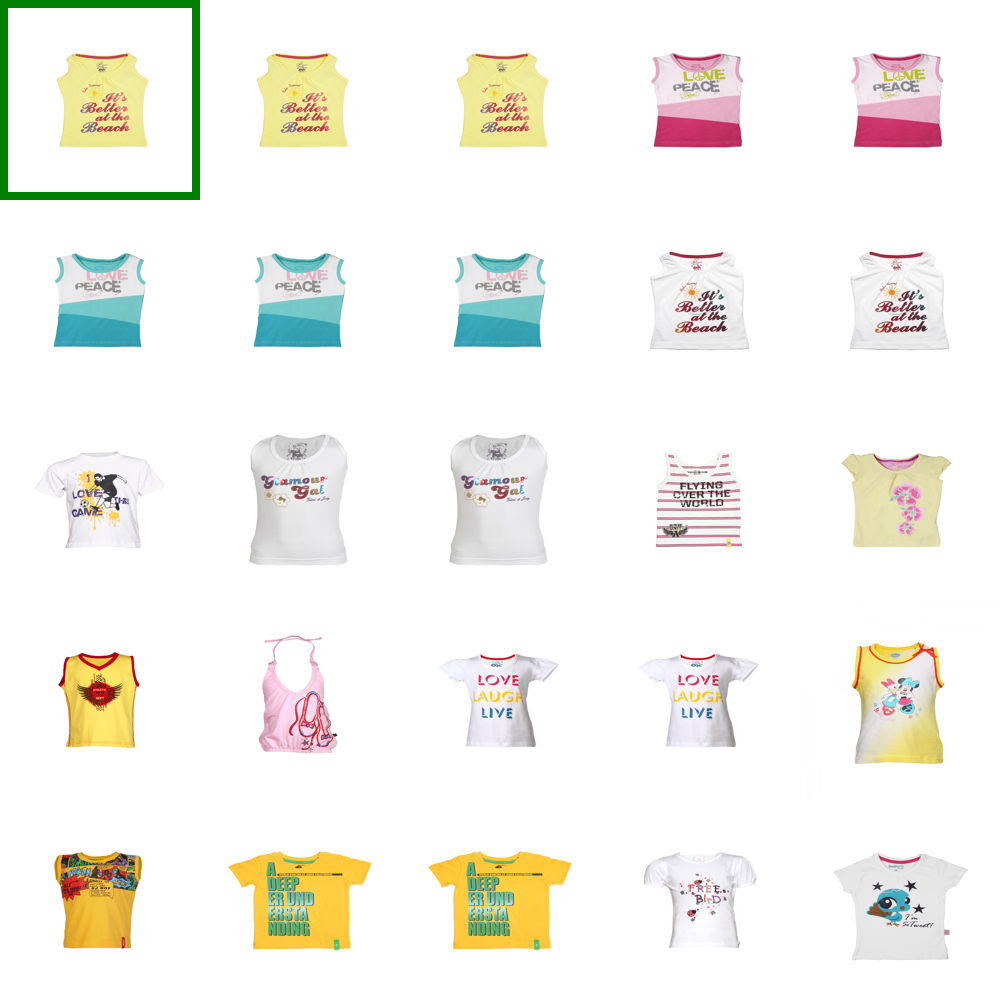 It's
Better
at the
Beach
It's
Better
at the
Beach
It's
Better
at the
Beach
LOVE
PEACE
LOVE
PEACE
LOVE
PEACE
LOVE
PEACE
LOVE
PEACE
It's
Better
at the
Beach
It's
Better
at the
Beach
I
LOVE THIS
GAME
Glamour
Gal
Glamour
Gal
FLYING
OVER THE
WORLD
LOVE
LAUGH
LIVE
LOVE
LAUGH
LIVE
A
DEEP
ER UND
ERSTA
NDING
A
DEEP
ER UND
ERSTA
NDING
FREE
BIRD
I'm
So Tweet!